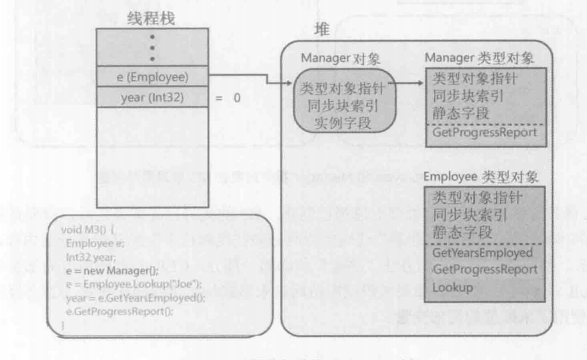 线程栈
e (Employee)
year (Int32)
= 0
堆
Manager 对象
类型对象指针
同步块索引
实例字段
Manager 类型对象
类型对象指针
同步块索引
静态字段
GetProgressReport
Employee 类型对象
类型对象指针
同步块索引
静态字段
GetYearsEmployed
GetProgressReport
Lookup
void M3() {
Employee e;
Int32 year;
e = new Manager();
e = Employee.Lookup("Joe");
year = e.GetYearsEmployed();
e.GetProgressReport();
}